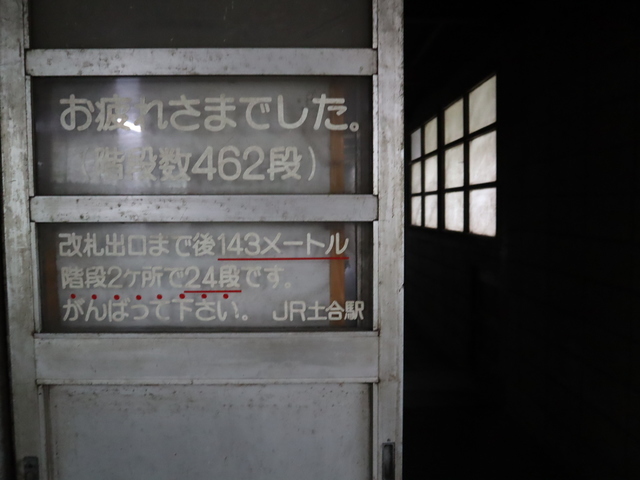 お疲れさまでした。
（階段数462段）
改札出口まで後143メートル
階段2ヶ所で24段です。
がんばって下さい。 JR土合駅